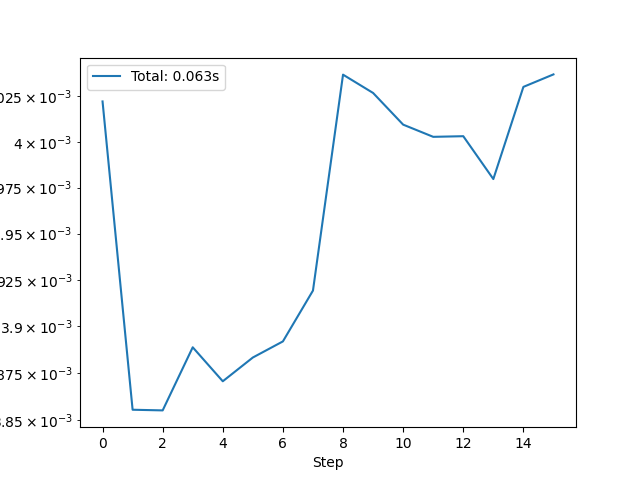 Total: 0.063s
025 × 10⁻³
4 × 10⁻³
975 × 10⁻³
.95 × 10⁻³
925 × 10⁻³
3.9 × 10⁻³
875 × 10⁻³
3.85 × 10⁻³
0 2 4 6 8 10 12 14
Step